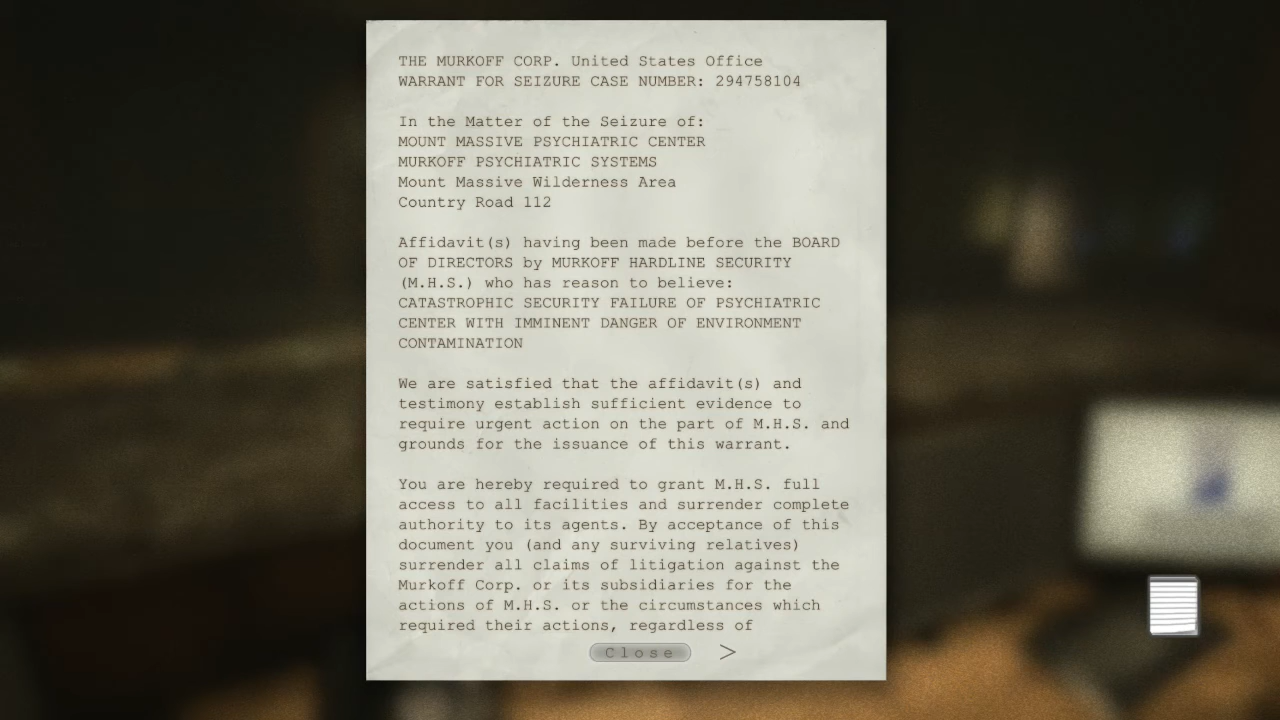 THE MURKOFF CORP. United States Office
WARRANT FOR SEIZURE CASE NUMBER: 294758104
In the Matter of the Seizure of:
MOUNT MASSIVE PSYCHIATRIC CENTER
MURKOFF PSYCHIATRIC SYSTEMS
Mount Massive Wilderness Area
Country Road 112
Affidavit(s) having been made before the BOARD
OF DIRECTORS by MURKOFF HARDLINE SECURITY
(M.H.S.) who has reason to believe:
CATASTROPHIC SECURITY FAILURE OF PSYCHIATRIC
CENTER WITH IMMINENT DANGER OF ENVIRONMENT
CONTAMINATION
We are satisfied that the affidavit(s) and
testimony establish sufficient evidence to
require urgent action on the part of M.H.S. and
grounds for the issuance of this warrant.
You are hereby required to grant M.H.S. full
access to all facilities and surrender complete
authority to its agents. By acceptance of this
document you (and any surviving relatives)
surrender all claims of litigation against the
Murkoff Corp. or its subsidiaries for the
actions of M.H.S. or the circumstances which
required their actions, regardless of
Close >